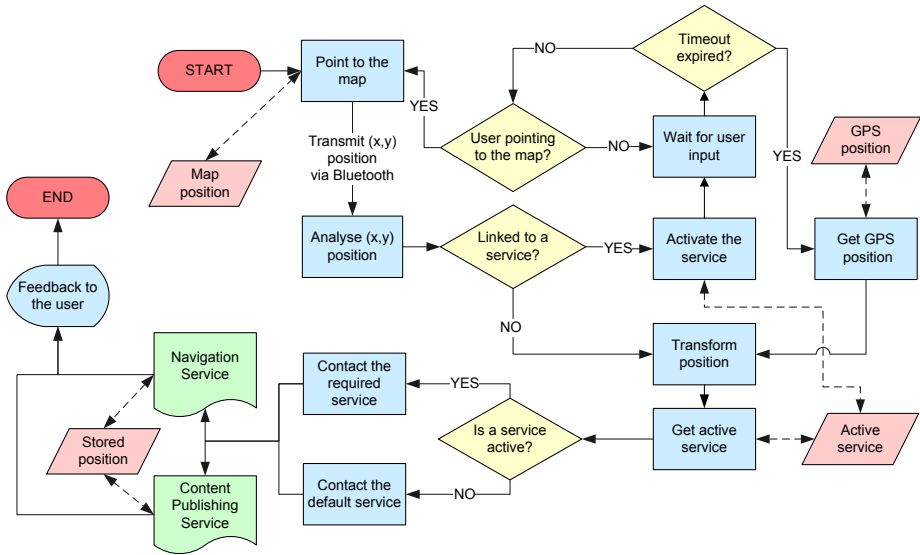 START
Point to the
map
Timeout
expired?
NO
YES
User pointing
to the map?
NO
Wait for user
input
YES
GPS
position
Transmit (x,y)
position
via Bluetooth
Map
position
END
Analyse (x,y)
position
Linked to a
service?
YES
Activate the
service
Get GPS
position
Feedback to
the user
NO
Navigation
Service
Contact the
required
service
YES
Transform
position
Stored
position
Is a service
active?
Get active
service
Active
service
Content
Publishing
Service
Contact the
default service
NO